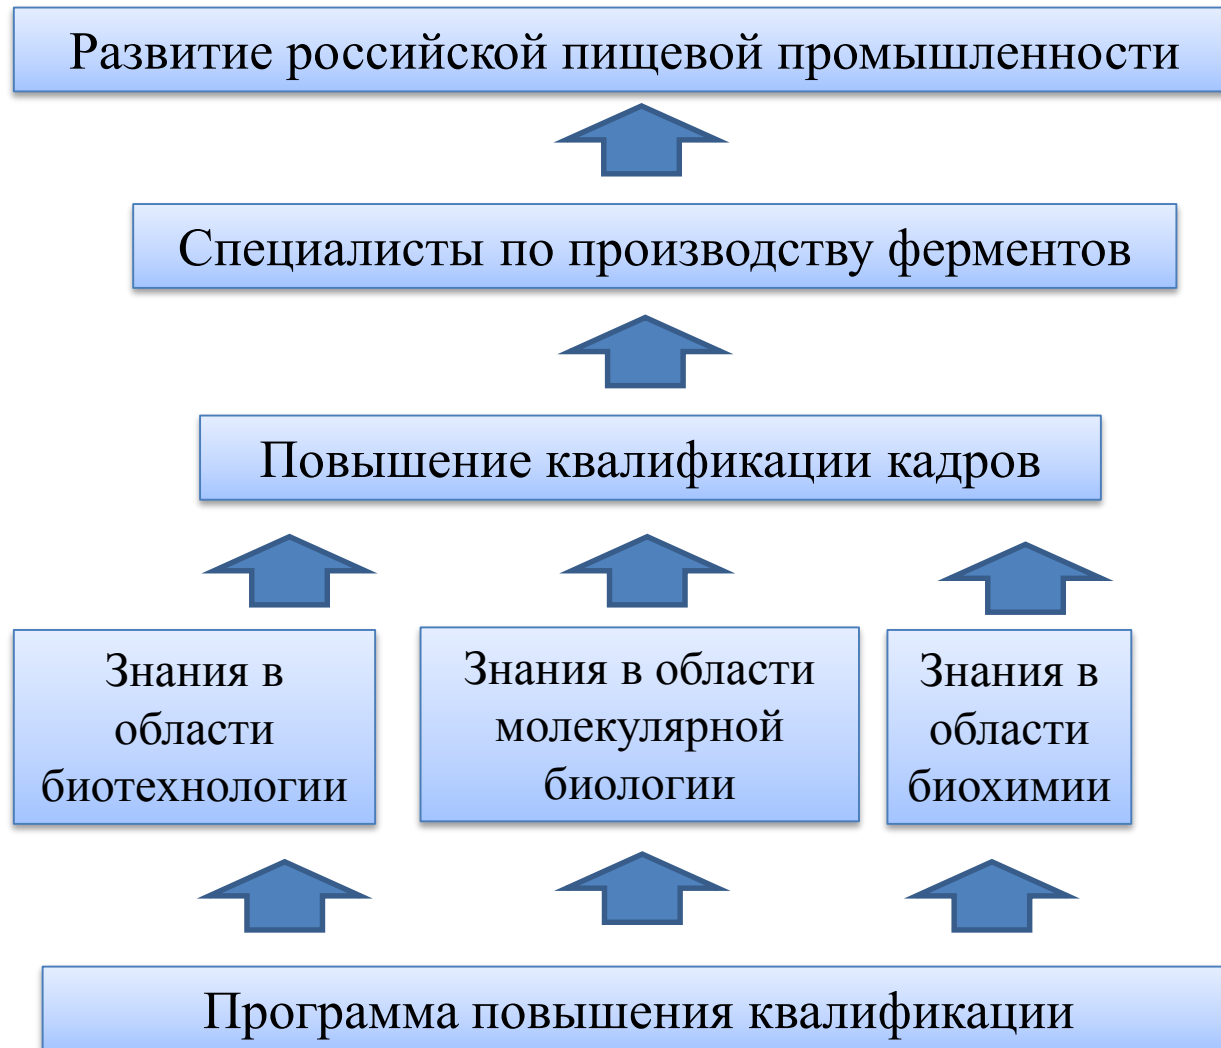 Развитие российской пищевой промышленности
Специалисты по производству ферментов
Повышение квалификации кадров
Знания в
области
биотехнологии
Знания в области
молекулярной
биологии
Знания в
области
биохимии
Программа повышения квалификации